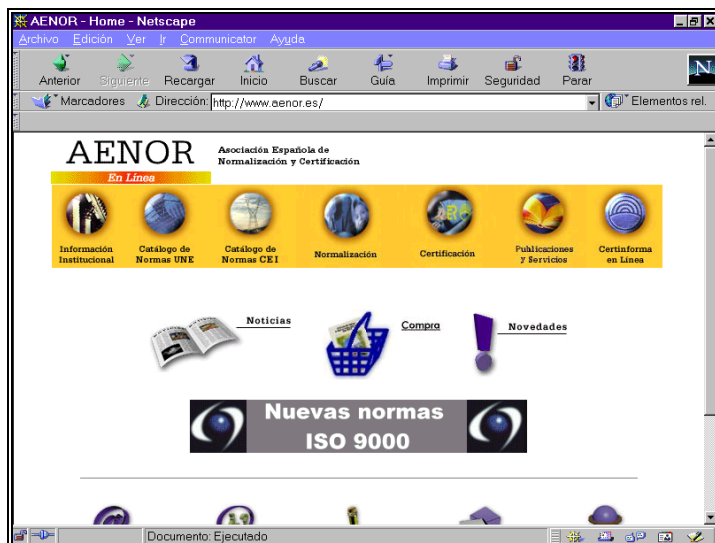 AENOR - Home - Netscape
Archivo Edición Ver Ir Communicator Ayuda
Anterior Siguiente Recargar Inicio Buscar Guía Imprimir Seguridad Parar
N
Marcadores Dirección: http://www.aenor.es/ Elementos rel.
AENOR
Asociación Española de
Normalización y Certificación
En Línea
Información
Institucional
Catálogo de
Normas UNE
Catálogo de
Normas CEI
Normalización
Certificación
Publicaciones
y Servicios
Certinforma
en Línea
Noticias
Compra
Novedades
Nuevas normas
ISO 9000
Documento: Ejecutado